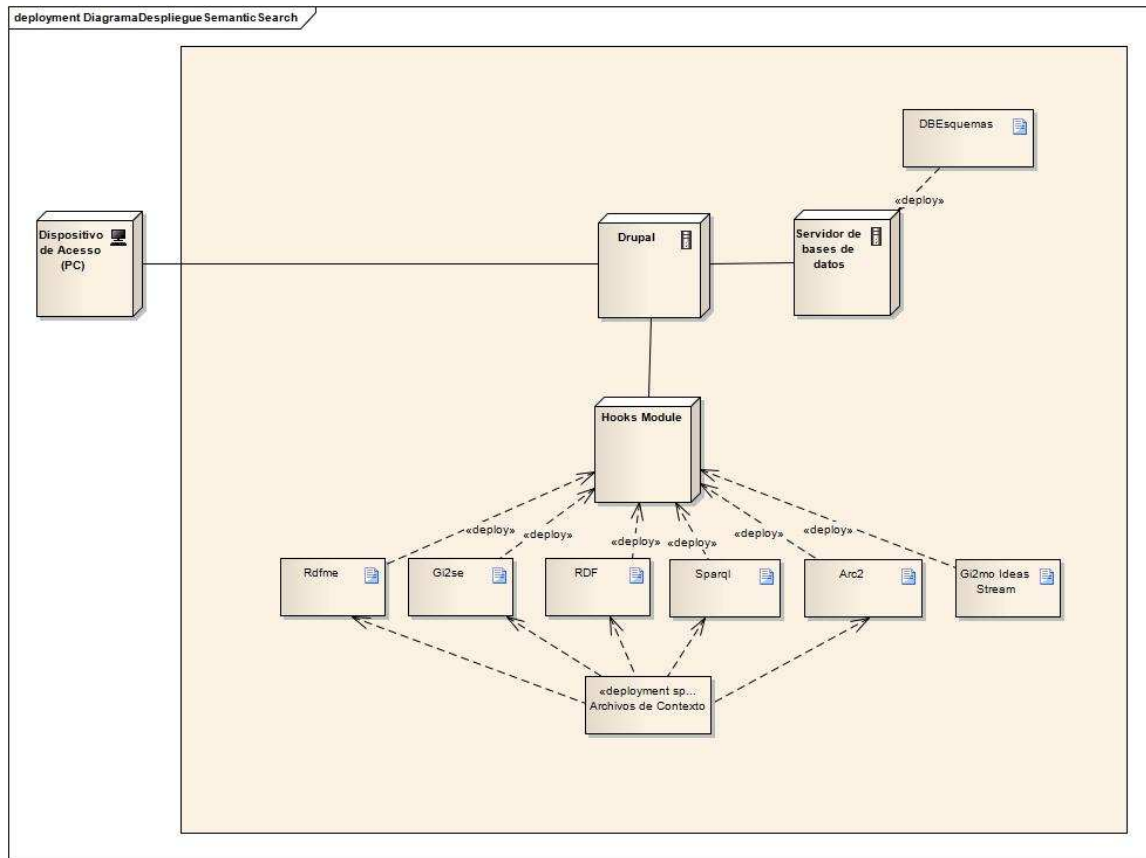 deployment DiagramaDespliegueSemanticSearch
DBEsquemas
«deploy»
Dispositivo
de Acesso
(PC)
Drupal
Servidor de
bases de
datos
Hooks Module
«deploy»
«deploy»
«deploy»
«deploy»
«deploy»
«deploy»
Rdfme
Gi2se
RDF
Sparql
Arc2
Gi2mo Ideas
Stream
«deployment sp...
Archivos de Contexto